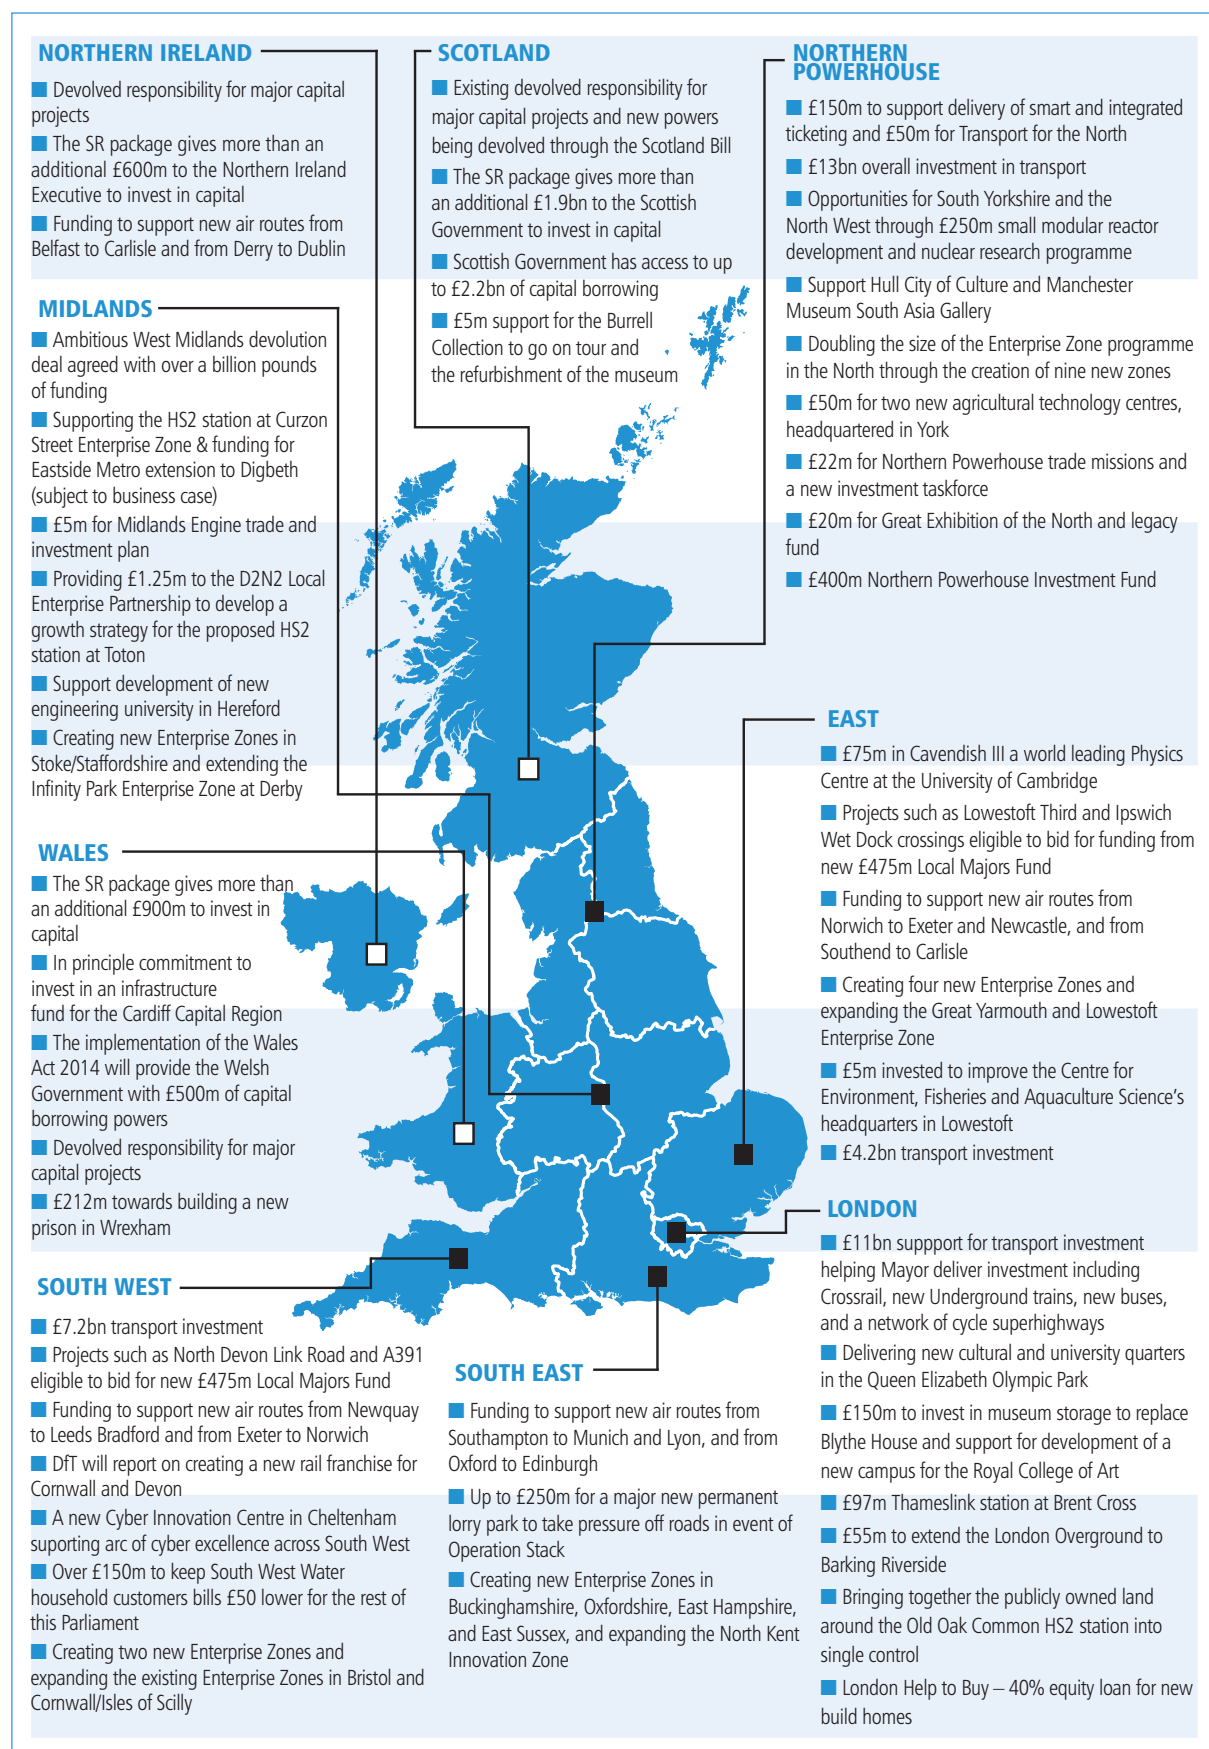 NORTHERN IRELAND
■ Devolved responsibility for major capital
projects
■ The SR package gives more than an
additional £600m to the Northern Ireland
Executive to invest in capital
■ Funding to support new air routes from
Belfast to Carlisle and from Derry to Dublin
SCOTLAND
■ Existing devolved responsibility for
major capital projects and new powers
being devolved through the Scotland Bill
■ The SR package gives more than
an additional £1.9bn to the Scottish
Government to invest in capital
■ Scottish Government has access to up
to £2.2bn of capital borrowing
■ £5m support for the Burrell
Collection to go on tour and
the refurbishment of the museum
NORTHERN
POWERHOUSE
■ £150m to support delivery of smart and integrated
ticketing and £50m for Transport for the North
■ £13bn overall investment in transport
■ Opportunities for South Yorkshire and the
North West through £250m small modular reactor
development and nuclear research programme
■ Support Hull City of Culture and Manchester
Museum South Asia Gallery
■ Doubling the size of the Enterprise Zone programme
in the North through the creation of nine new zones
■ £50m for two new agricultural technology centres,
headquartered in York
■ £22m for Northern Powerhouse trade missions and
a new investment taskforce
■ £20m for Great Exhibition of the North and legacy
fund
■ £400m Northern Powerhouse Investment Fund
MIDLANDS
■ Ambitious West Midlands devolution
deal agreed with over a billion pounds
of funding
■ Supporting the HS2 station at Curzon
Street Enterprise Zone & funding for
Eastside Metro extension to Digbeth
(subject to business case)
■ £5m for Midlands Engine trade and
investment plan
■ Providing £1.25m to the D2N2 Local
Enterprise Partnership to develop a
growth strategy for the proposed HS2
station at Toton
■ Support development of new
engineering university in Hereford
■ Creating new Enterprise Zones in
Stoke/Staffordshire and extending the
Infinity Park Enterprise Zone at Derby
EAST
■ £75m in Cavendish III a world leading Physics
Centre at the University of Cambridge
■ Projects such as Lowestoft Third and Ipswich
Wet Dock crossings eligible to bid for funding from
new £475m Local Majors Fund
■ Funding to support new air routes from
Norwich to Exeter and Newcastle, and from
Southend to Carlisle
■ Creating four new Enterprise Zones and
expanding the Great Yarmouth and Lowestoft
Enterprise Zone
■ £5m invested to improve the Centre for
Environment, Fisheries and Aquaculture Science's
headquarters in Lowestoft
■ £4.2bn transport investment
WALES
■ The SR package gives more than
an additional £900m to invest in
capital
■ In principle commitment to
invest in an infrastructure
fund for the Cardiff Capital Region
■ The implementation of the Wales
Act 2014 will provide the Welsh
Government with £500m of capital
borrowing powers
■ Devolved responsibility for major
capital projects
■ £212m towards building a new
prison in Wrexham
LONDON
■ £11bn suppport for transport investment
helping Mayor deliver investment including
Crossrail, new Underground trains, new buses,
and a network of cycle superhighways
■ Delivering new cultural and university quarters
in the Queen Elizabeth Olympic Park
■ £150m to invest in museum storage to replace
Blythe House and support for development of a
new campus for the Royal College of Art
■ £97m Thameslink station at Brent Cross
■ £55m to extend the London Overground to
Barking Riverside
■ Bringing together the publicly owned land
around the Old Oak Common HS2 station into
single control
■ London Help to Buy – 40% equity loan for new
build homes
SOUTH WEST
■ £7.2bn transport investment
■ Projects such as North Devon Link Road and A391
eligible to bid for new £475m Local Majors Fund
■ Funding to support new air routes from Newquay
to Leeds Bradford and from Exeter to Norwich
■ DfT will report on creating a new rail franchise for
Cornwall and Devon
■ A new Cyber Innovation Centre in Cheltenham
suporting arc of cyber excellence across South West
■ Over £150m to keep South West Water
household customers bills £50 lower for the rest of
this Parliament
■ Creating two new Enterprise Zones and
expanding the existing Enterprise Zones in Bristol and
Cornwall/Isles of Scilly
SOUTH EAST
■ Funding to support new air routes from
Southampton to Munich and Lyon, and from
Oxford to Edinburgh
■ Up to £250m for a major new permanent
lorry park to take pressure off roads in event of
Operation Stack
■ Creating new Enterprise Zones in
Buckinghamshire, Oxfordshire, East Hampshire,
and East Sussex, and expanding the North Kent
Innovation Zone